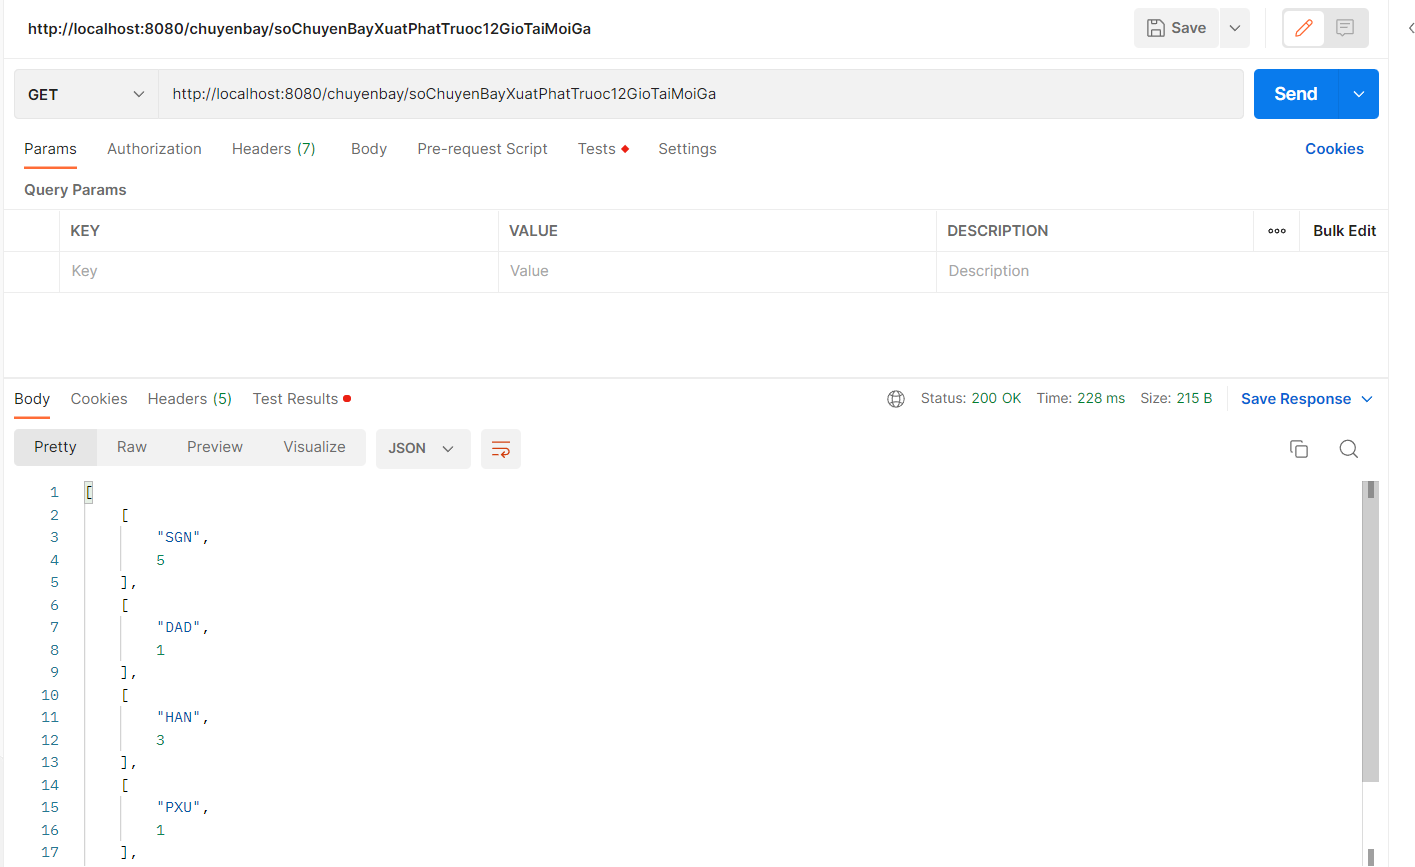 http://localhost:8080/chuyenbay/soChuyenBayXuatPhatTruoc12GioTaiMoiGa
Save
GET
http://localhost:8080/chuyenbay/soChuyenBayXuatPhatTruoc12GioTaiMoiGa
Send
Params Authorization Headers (7) Body Pre-request Script Tests Settings Cookies
Query Params
KEY VALUE DESCRIPTION ooo Bulk Edit
Key Value Description
Body Cookies Headers (5) Test Results Status: 200 OK Time: 228 ms Size: 215 B Save Response
Pretty Raw Preview Visualize JSON
1 [
2 [
3 "SGN",
4 5
5 ],
6 [
7 "DAD",
8 1
9 ],
10 [
11 "HAN",
12 3
13 ],
14 [
15 "PXU",
16 1
17 ],